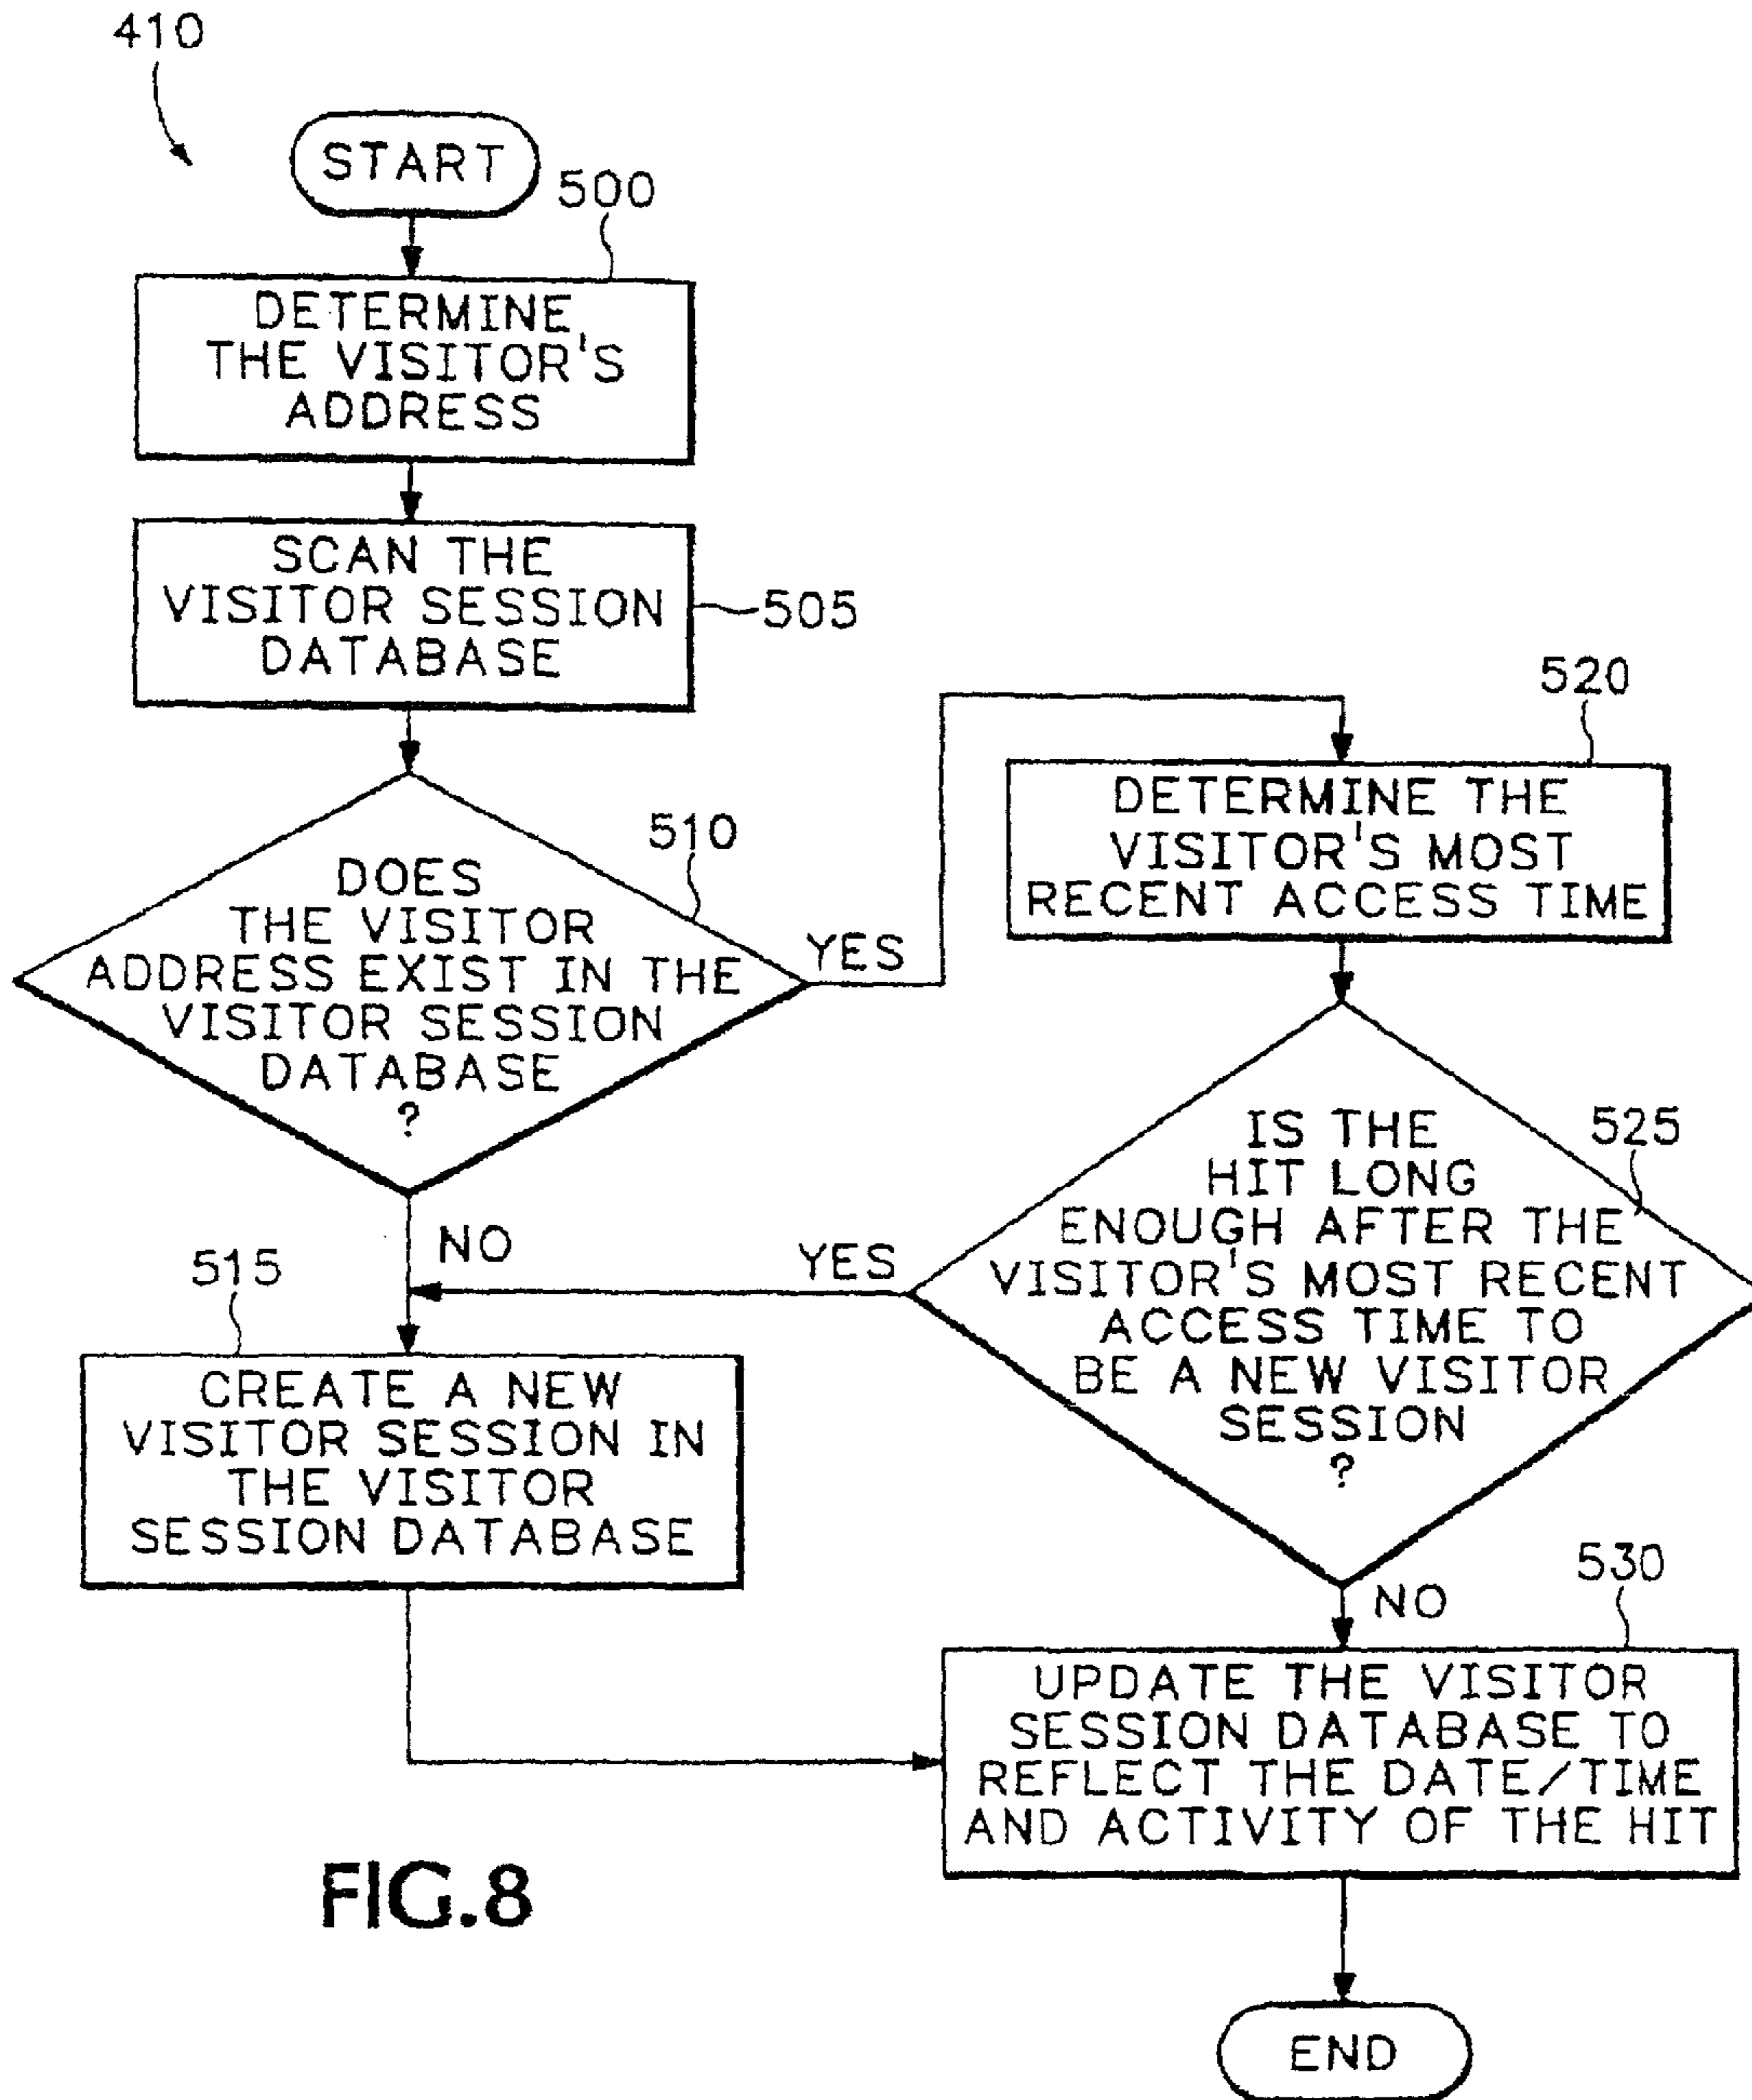 410
START
500
DETERMINE
THE VISITOR'S
ADDRESS
SCAN THE
VISITOR SESSION
DATABASE
505
510
DOES
THE VISITOR
ADDRESS EXIST IN THE
VISITOR SESSION
DATABASE
?
YES
NO
520
DETERMINE THE
VISITOR'S MOST
RECENT ACCESS TIME
525
IS THE
HIT LONG
ENOUGH AFTER THE
VISITOR'S MOST RECENT
ACCESS TIME TO
BE A NEW VISITOR
SESSION
?
YES
NO
515
CREATE A NEW
VISITOR SESSION IN
THE VISITOR
SESSION DATABASE
530
UPDATE THE VISITOR
SESSION DATABASE TO
REFLECT THE DATE/TIME
AND ACTIVITY OF THE HIT
END
FIG.8